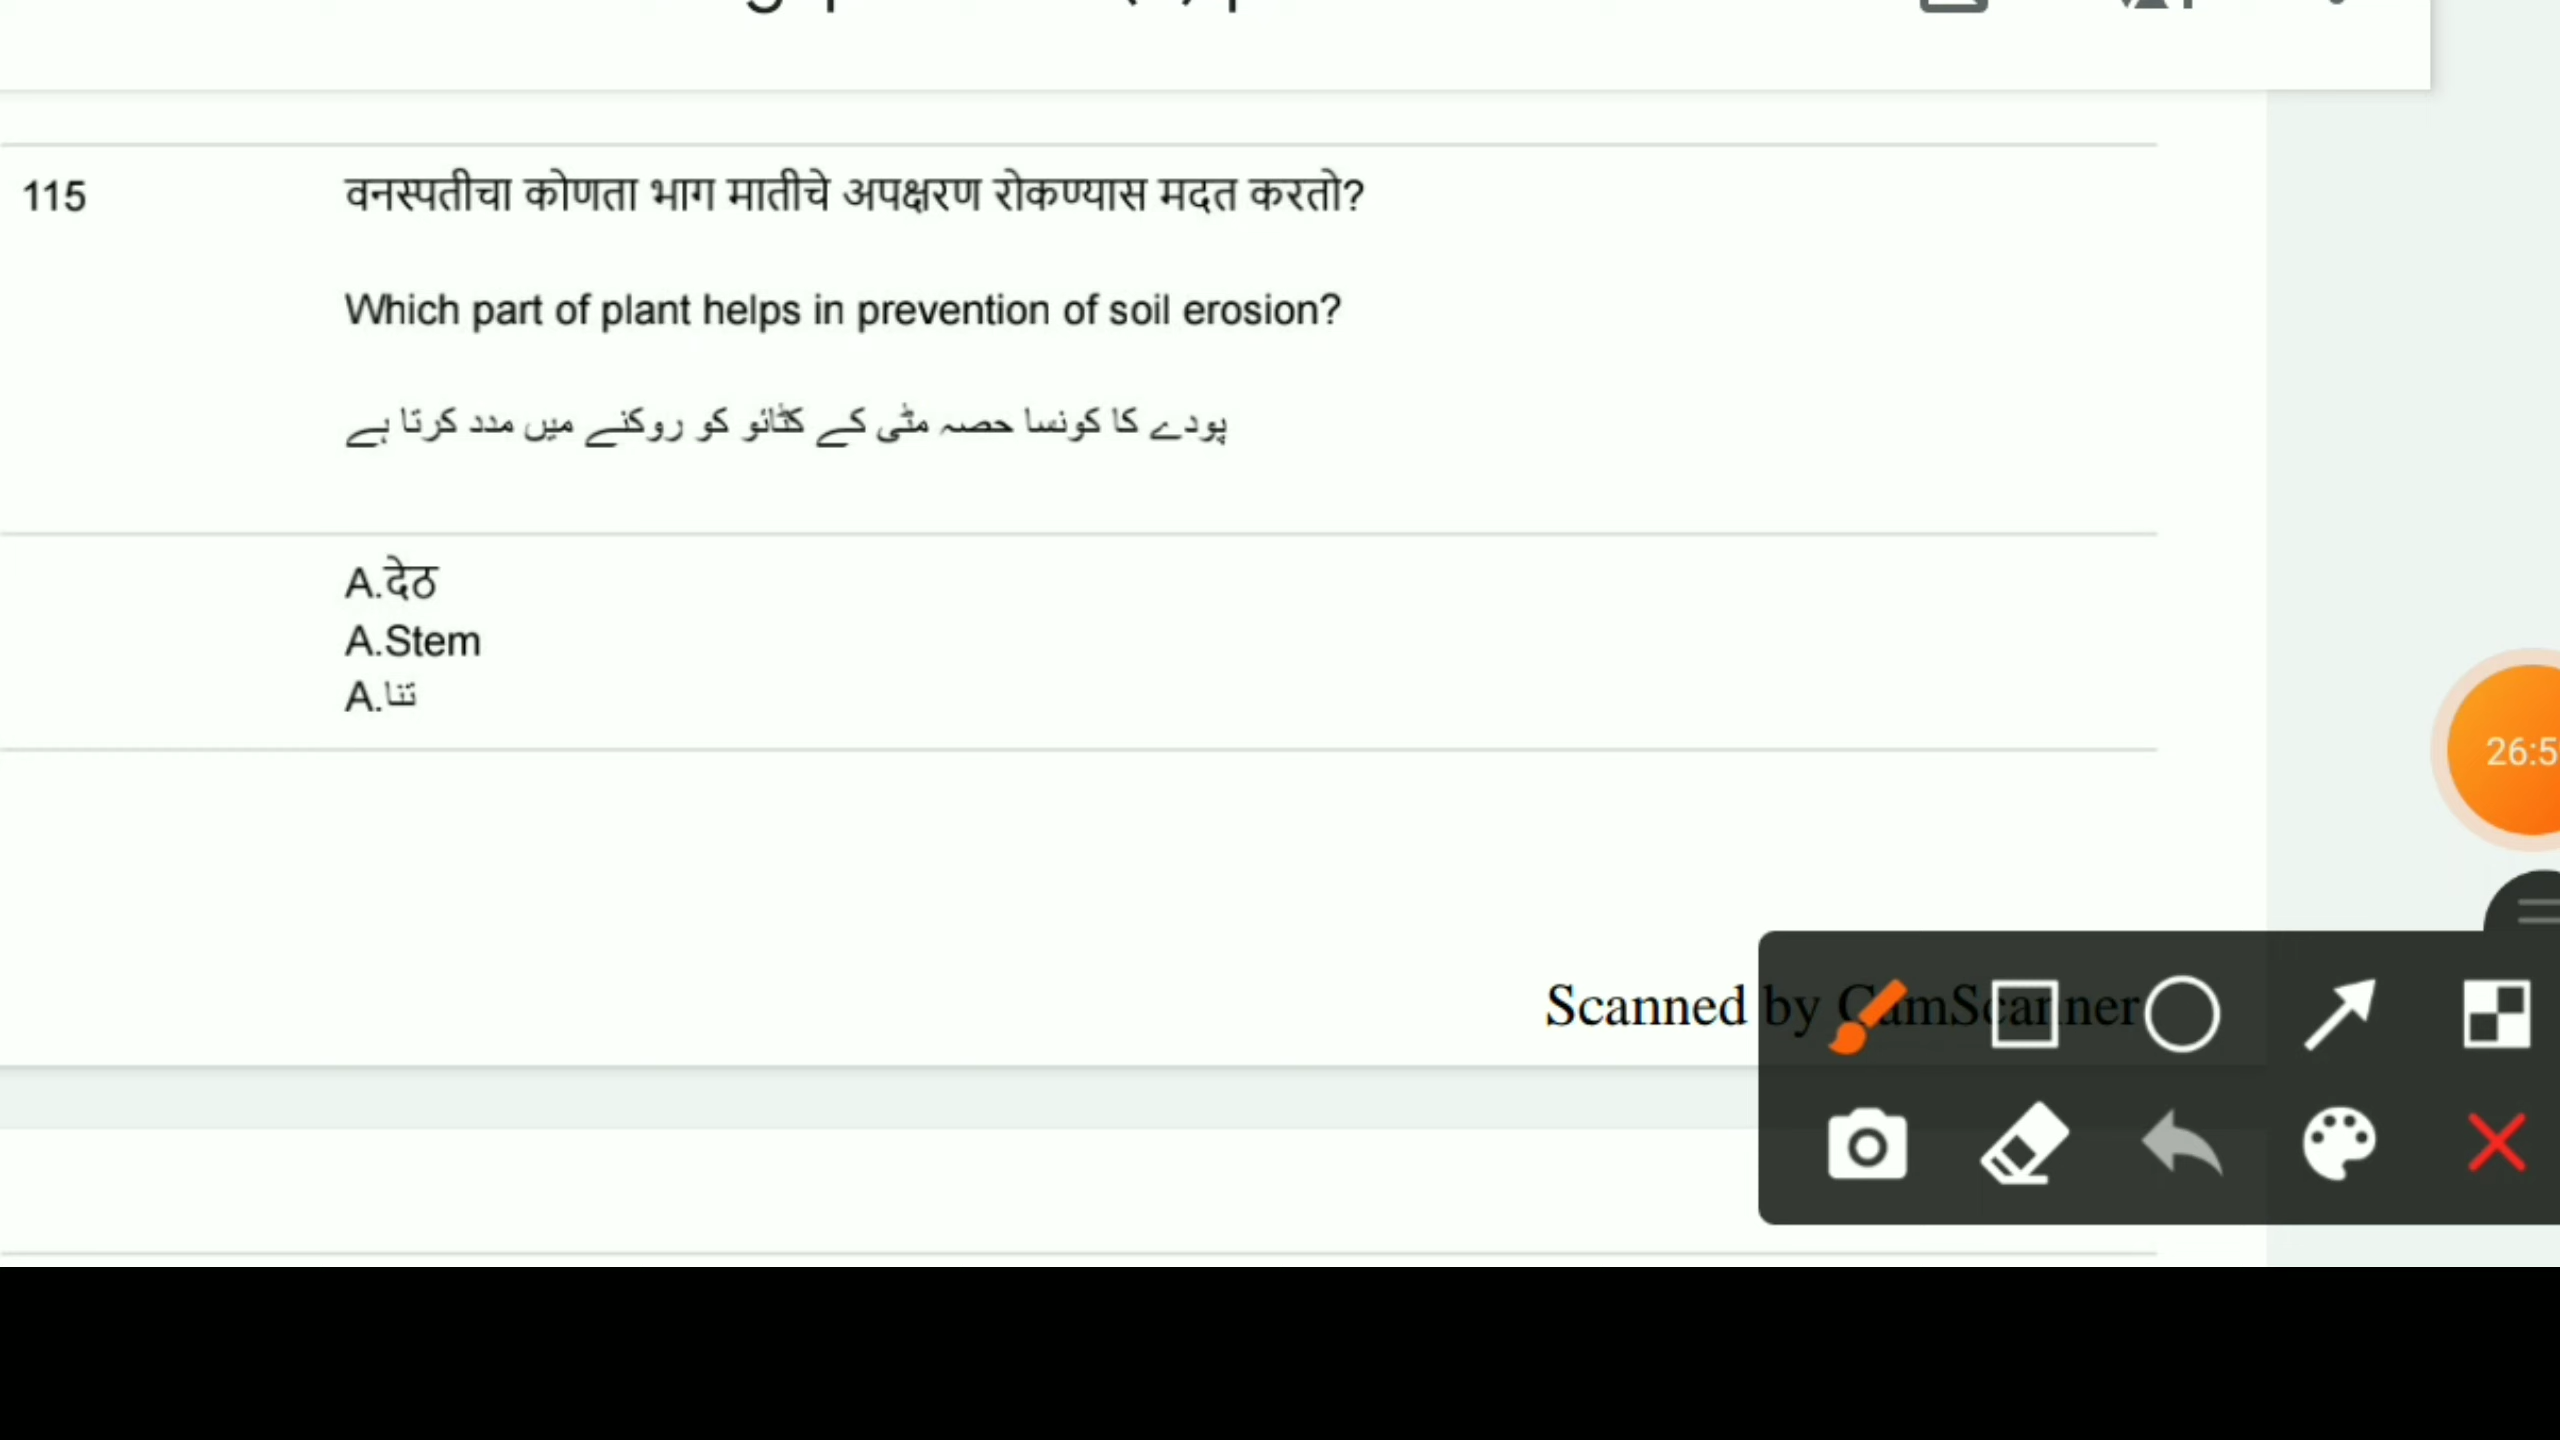 115 वनस्पतीचा कोणता भाग मातीचे अपक्षरण रोकण्यास मदत करतो?
Which part of plant helps in prevention of soil erosion?
پودے کا کونسا حصہ مٹی کے کٹائو کو روکنے میں مدد کرتا ہے
A.देठ
A.Stem
A.تنا
26:5
Scanned by CamScanner